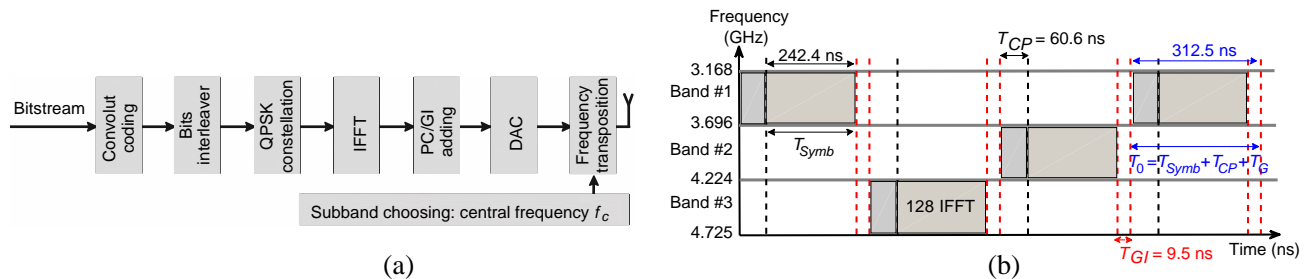 Bitstream
Convolut
coding
Bits
interleaver
QPSK
constellation
IFFT
PC/GI
ading
DAC
Frequency
transposition
Subband choosing: central frequency f_c
(a)
Frequency
(GHz)
T_CP = 60.6 ns
242.4 ns
312.5 ns
3.168
Band #1
T_Symb
3.696
Band #2
T_0 = T_Symb + T_CP + T_G
4.224
Band #3
128 IFFT
4.725
T_GI = 9.5 ns
Time (ns)
(b)